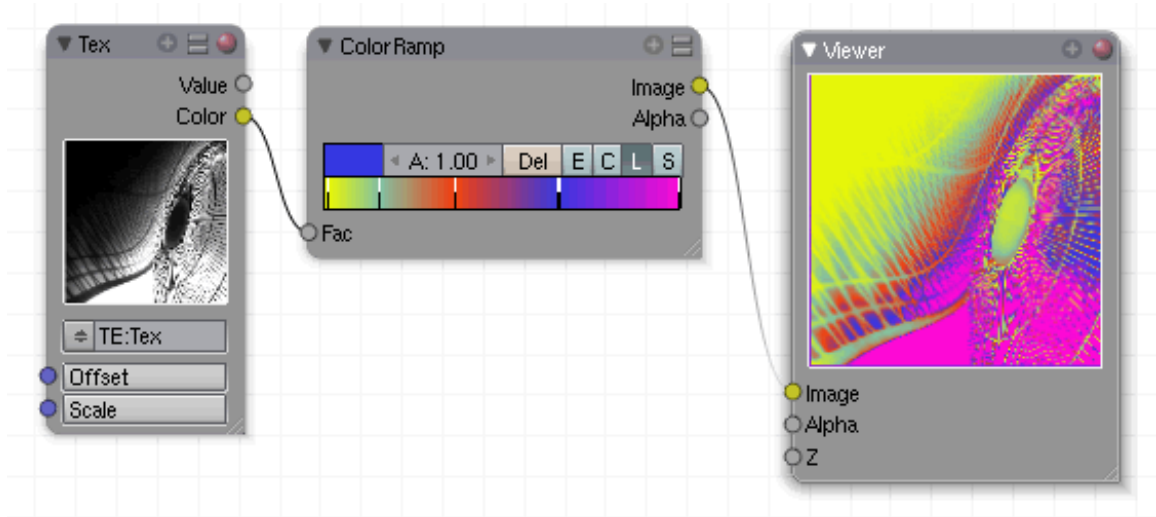 Tex
Value
Color
TE:Tex
Offset
Scale
ColorRamp
Image
Alpha
A: 1.00 Del E C L S
Fac
Viewer
Image
Alpha
Z